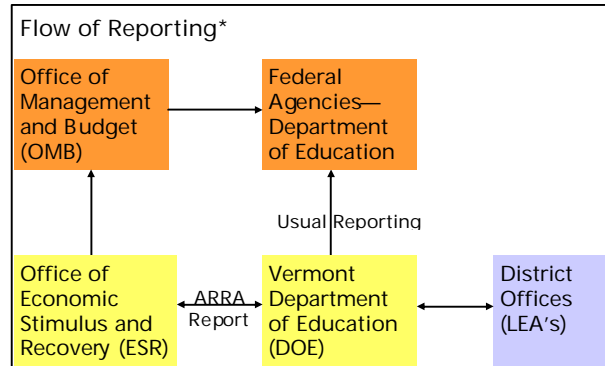 Flow of Reporting*
Office of
Management
and Budget
(OMB)
Federal
Agencies—
Department
of Education
Usual Reporting
Office of
Economic
Stimulus and
Recovery (ESR)
ARRA
Report
Vermont
Department
of Education
(DOE)
District
Offices
(LEA's)